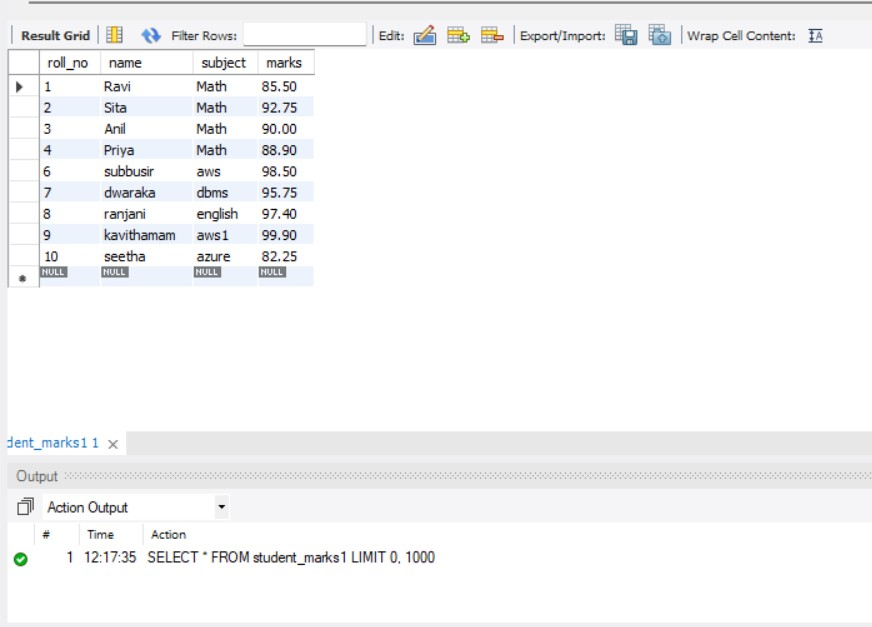 Result Grid Filter Rows: Edit: Export/Import: Wrap Cell Content: IA
roll_no name subject marks
1 Ravi Math 85.50
2 Sita Math 92.75
3 Anil Math 90.00
4 Priya Math 88.90
6 subbusir aws 98.50
7 dwaraka dbms 95.75
8 ranjani english 97.40
9 kavithamam aws1 99.90
10 seetha azure 82.25
NULL NULL NULL NULL
dent_marks1 1
Output
Action Output
# Time Action
1 12:17:35 SELECT * FROM student_marks1 LIMIT 0, 1000